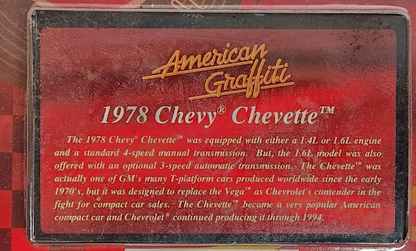 American
Graffiti
1978 Chevy® Chevette™
The 1978 Chevy® Chevette™ was equipped with either a 1.4L or 1.6L engine
and a standard 4-speed manual transmission. But, the 1.6L model was also
offered with an optional 3-speed automatic transmission. The Chevette™ was
actually one of GM's many T-platform cars produced worldwide since the early
1970's, but it was designed to replace the Vega™ as Chevrolet's contender in the
fight for compact car sales. The Chevette™ became a very popular American
compact car and Chevrolet® continued producing it through 1994.